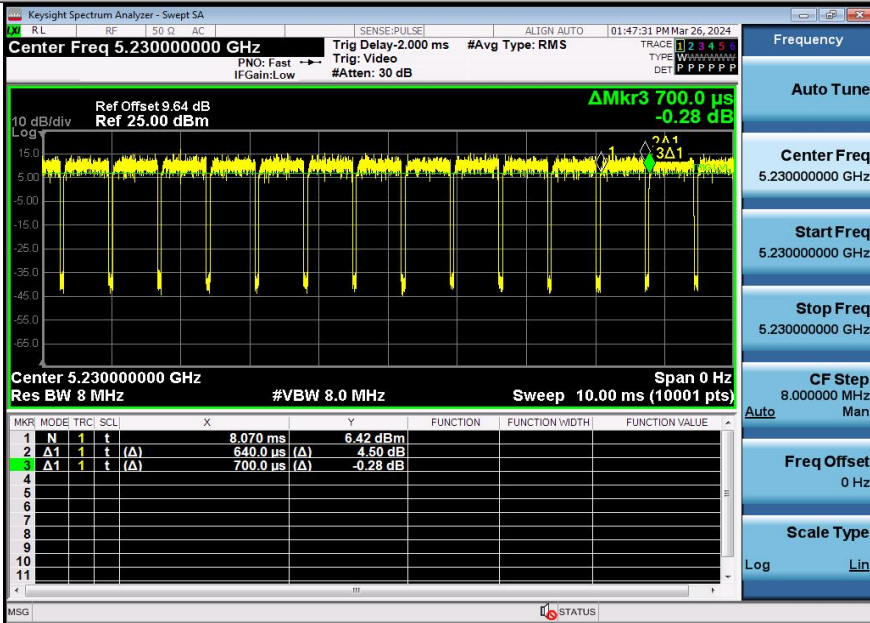 Keysight Spectrum Analyzer - Swept SA
LXI RL RF 50 Ω AC SENSE:PULSE ALIGN AUTO 01:47:31 PM Mar 26, 2024
Center Freq 5.230000000 GHz
PNO: Fast
IFGain:Low
Trig Delay-2.000 ms
Trig: Video
#Atten: 30 dB
#Avg Type: RMS
TRACE 1 2 3 4 5 6
TYPE WWWWWW
DET P P P P P P
Ref Offset 9.64 dB
10 dB/div Ref 25.00 dBm
ΔMkr3 700.0 µs
-0.28 dB
Log
15.0
5.00
-5.00
-15.0
-25.0
-35.0
-45.0
-55.0
-65.0
1
2Δ1
3Δ1
Center 5.230000000 GHz Span 0 Hz
Res BW 8 MHz #VBW 8.0 MHz Sweep 10.00 ms (10001 pts)
MKR MODE TRC SCL X Y FUNCTION FUNCTION WIDTH FUNCTION VALUE
1 N 1 t 8.070 ms 6.42 dBm
2 Δ1 1 t (Δ) 640.0 µs (Δ) 4.50 dB
3 Δ1 1 t (Δ) 700.0 µs (Δ) -0.28 dB
4
5
6
7
8
9
10
11
MSG STATUS
Frequency
Auto Tune
Center Freq
5.230000000 GHz
Start Freq
5.230000000 GHz
Stop Freq
5.230000000 GHz
CF Step
8.000000 MHz
Auto Man
Freq Offset
0 Hz
Scale Type
Log Lin